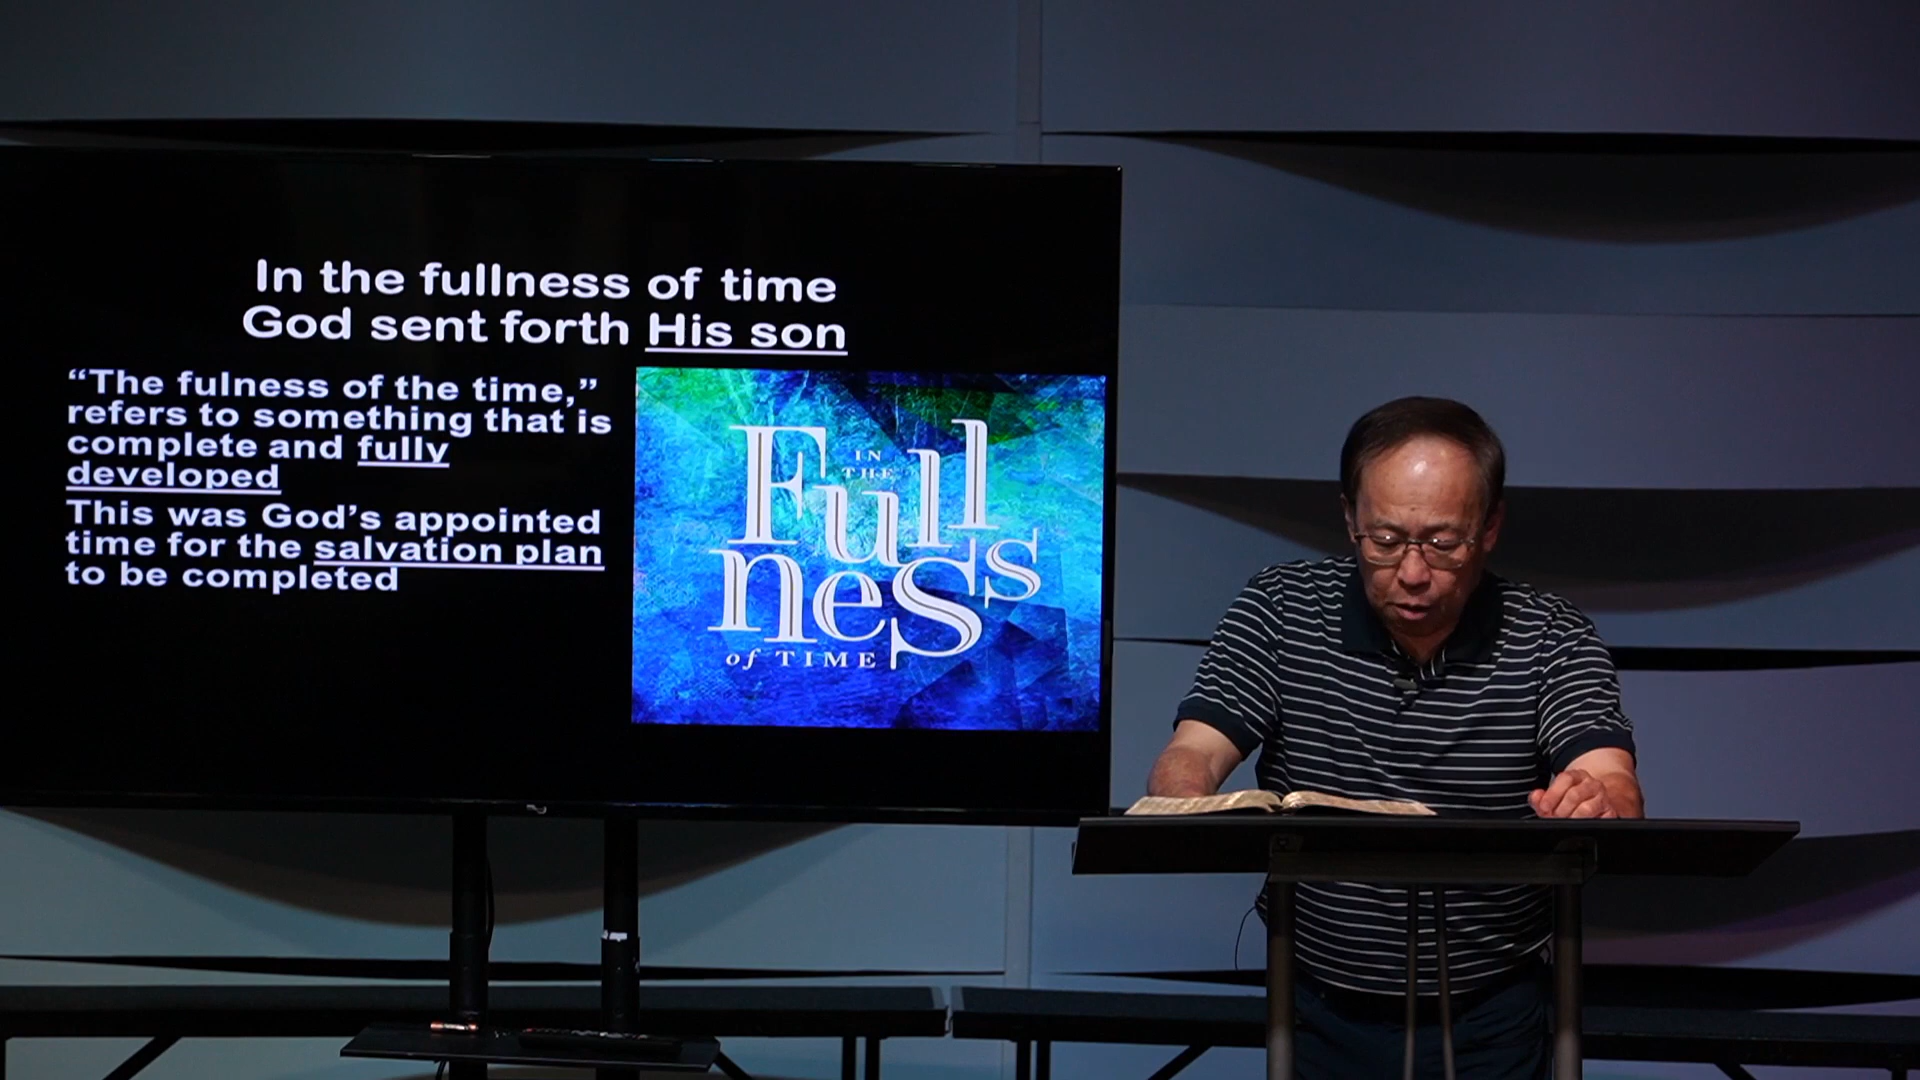 In the fullness of time
God sent forth His son
“The fulness of the time,”
refers to something that is
complete and fully
developed
This was God’s appointed
time for the salvation plan
to be completed
IN
THE
Full
ness
of TIME